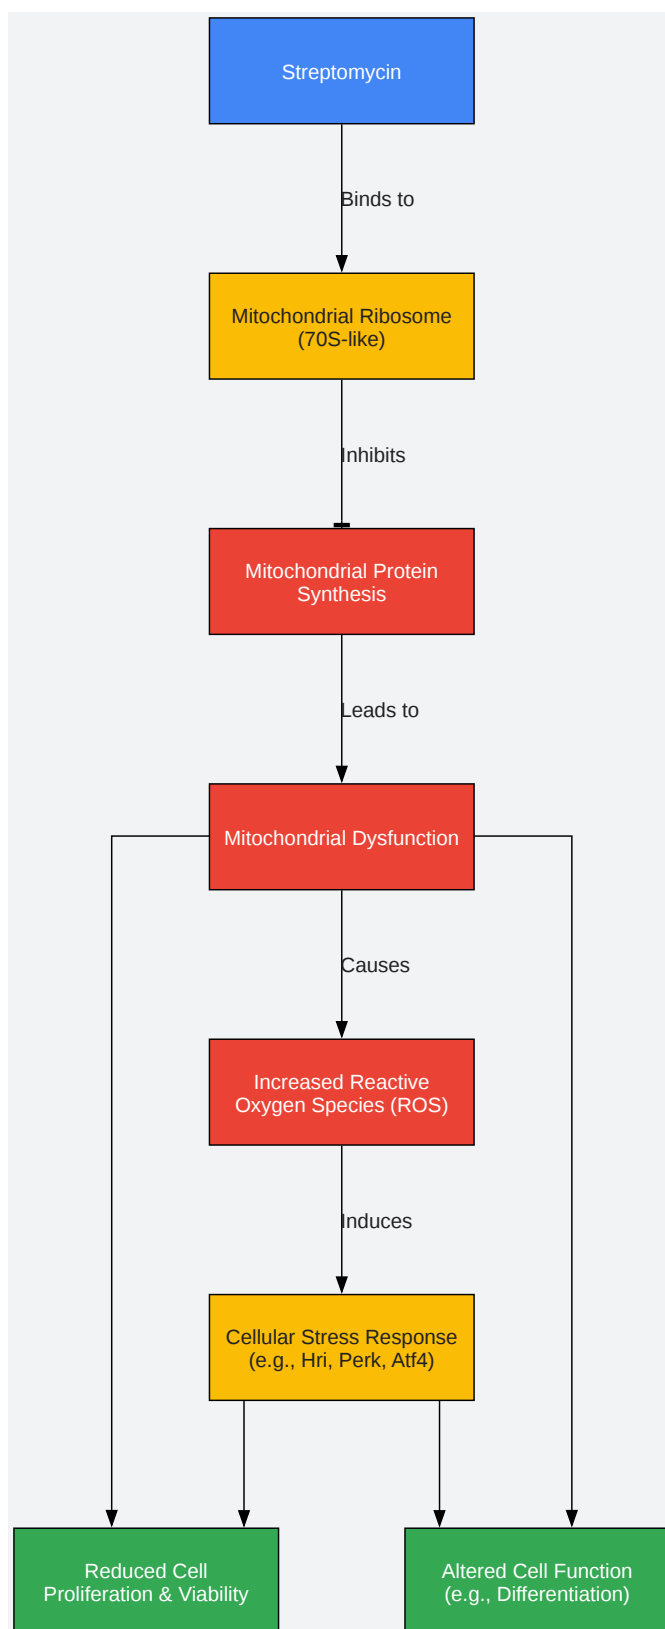 Streptomycin
Binds to
Mitochondrial Ribosome
(70S-like)
Inhibits
Mitochondrial Protein
Synthesis
Leads to
Mitochondrial Dysfunction
Causes
Increased Reactive
Oxygen Species (ROS)
Induces
Cellular Stress Response
(e.g., Hri, Perk, Atf4)
Reduced Cell
Proliferation & Viability
Altered Cell Function
(e.g., Differentiation)